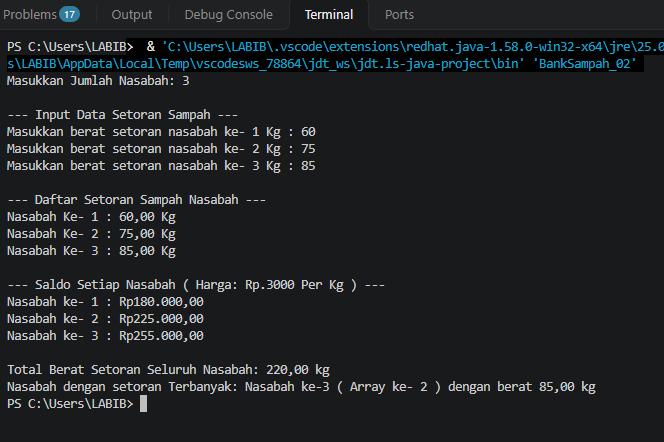 Problems 17 Output Debug Console Terminal Ports
PS C:\Users\LABIB> & 'C:\Users\LABIB\.vscode\extensions\redhat.java-1.58.0-win32-x64\jre\25.0
s\LABIB\AppData\Local\Temp\vscodesws_78864\jdt_ws\jdt.ls-java-project\bin' 'BankSampah_02'
Masukkan Jumlah Nasabah: 3
--- Input Data Setoran Sampah ---
Masukkan berat setoran nasabah ke- 1 Kg : 60
Masukkan berat setoran nasabah ke- 2 Kg : 75
Masukkan berat setoran nasabah ke- 3 Kg : 85
--- Daftar Setoran Sampah Nasabah ---
Nasabah Ke- 1 : 60,00 Kg
Nasabah Ke- 2 : 75,00 Kg
Nasabah Ke- 3 : 85,00 Kg
--- Saldo Setiap Nasabah ( Harga: Rp.3000 Per Kg ) ---
Nasabah ke- 1 : Rp180.000,00
Nasabah ke- 2 : Rp225.000,00
Nasabah ke- 3 : Rp255.000,00
Total Berat Setoran Seluruh Nasabah: 220,00 kg
Nasabah dengan setoran Terbanyak: Nasabah ke-3 ( Array ke- 2 ) dengan berat 85,00 kg
PS C:\Users\LABIB>